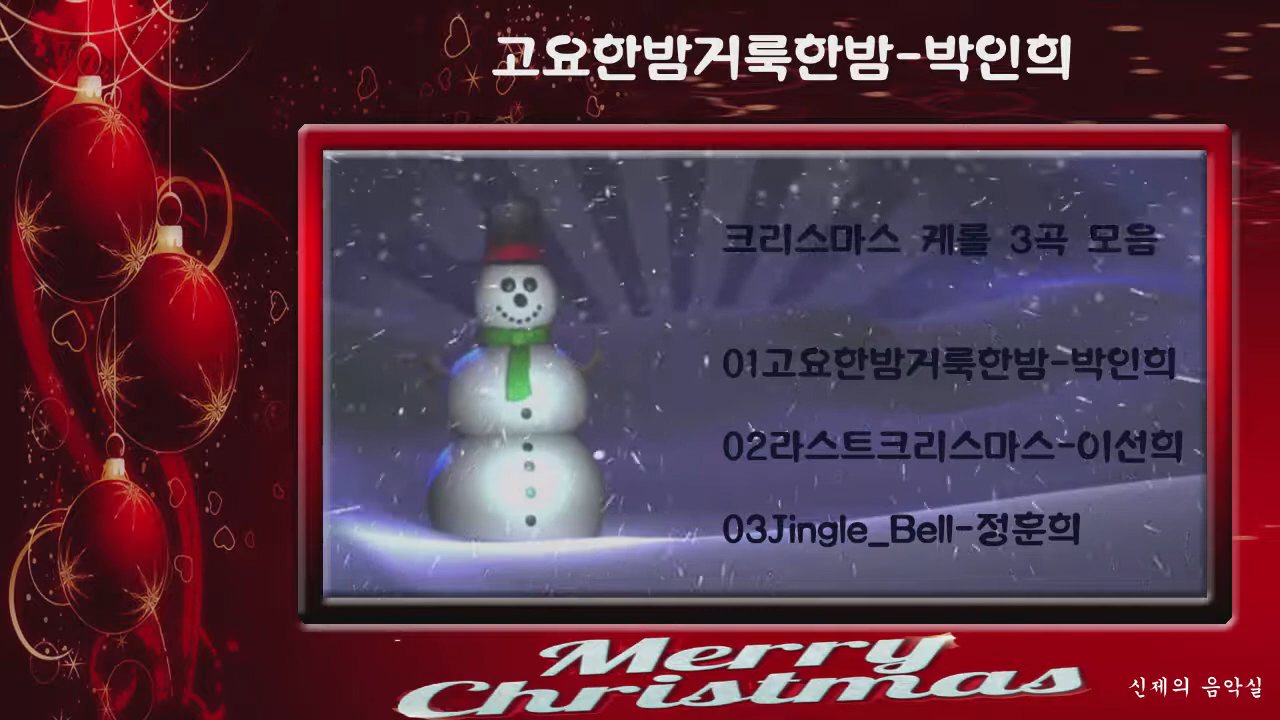 고요한밤거룩한밤-박인희
크리스마스 케롤 3곡 모음
01고요한밤거룩한밤-박인희
02라스트크리스마스-이선희
03Jingle_Bell-정훈희
Merry
Christmas
신제의 음악실